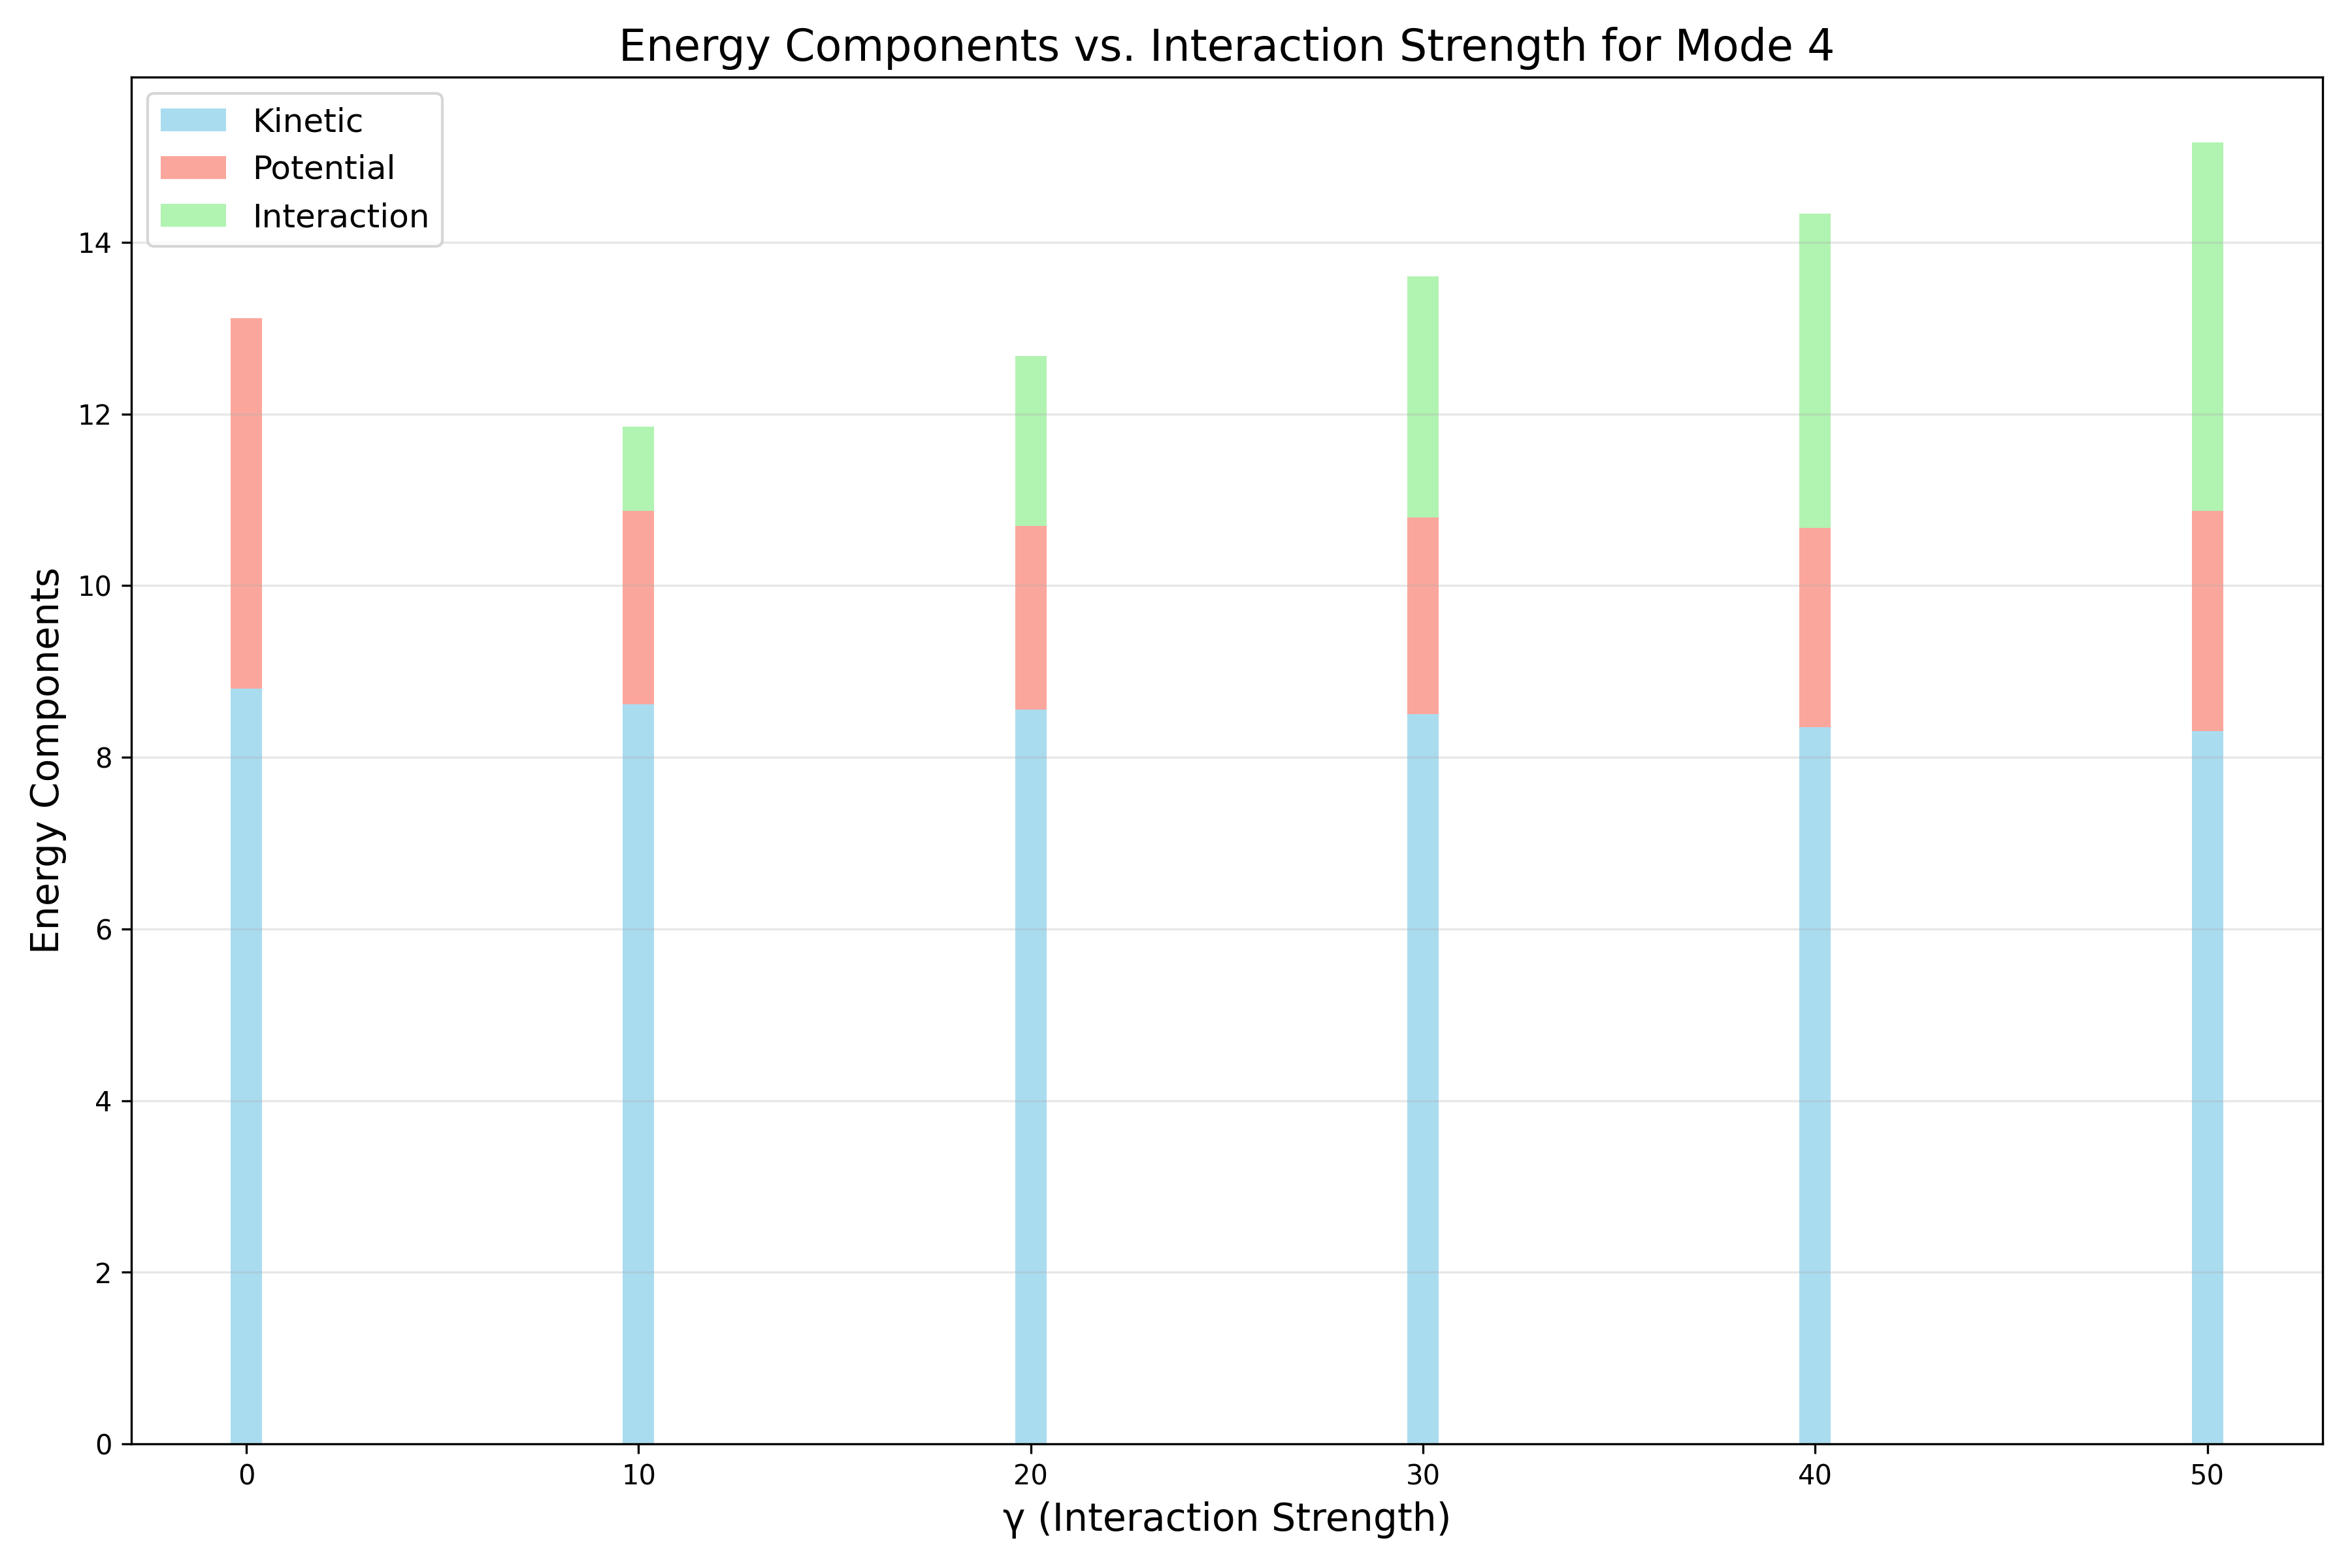 Energy Components vs. Interaction Strength for Mode 4
Kinetic
Potential
Interaction
Energy Components
14
12
10
8
6
4
2
0
0 10 20 30 40 50
γ (Interaction Strength)